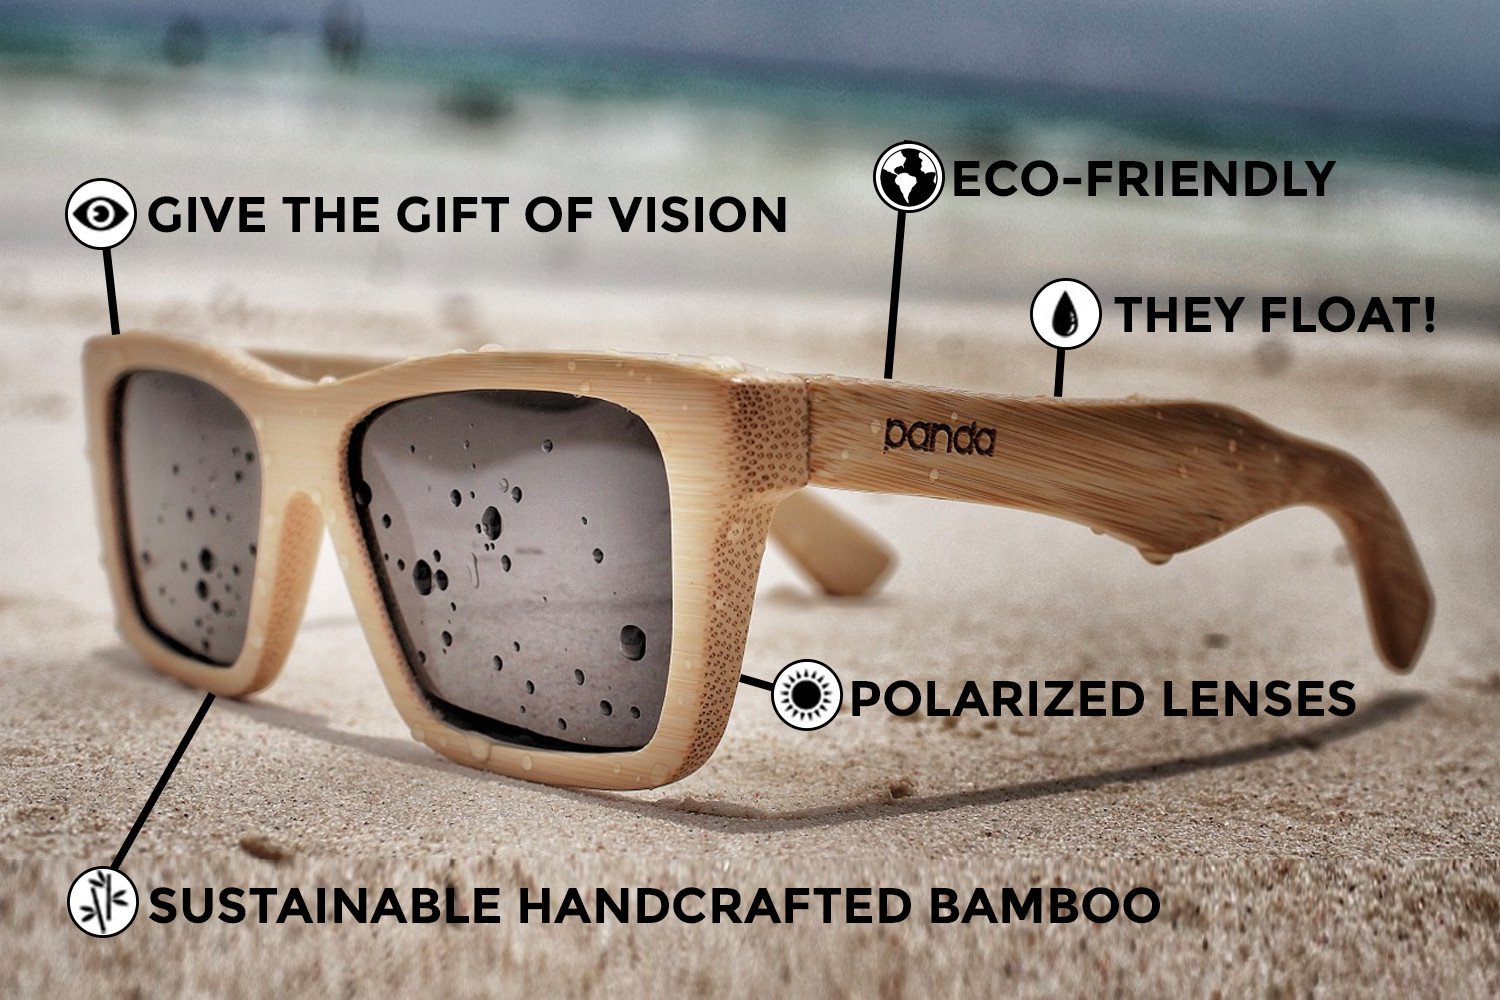 ECO-FRIENDLY
GIVE THE GIFT OF VISION
THEY FLOAT!
panda
POLARIZED LENSES
SUSTAINABLE HANDCRAFTED BAMBOO